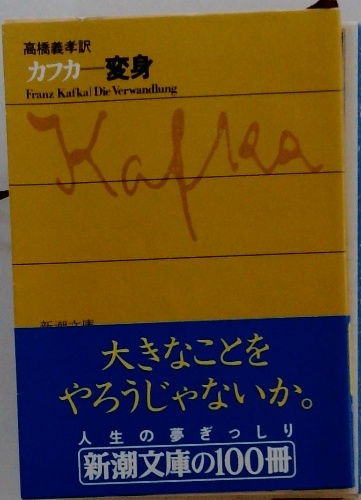 高橋義孝訳
カフカ―変身
Franz Kafka | Die Verwandlung
Kafka
新潮文庫
大きなことを
やろうじゃないか。
人生の夢ぎっしり
新潮文庫の100冊